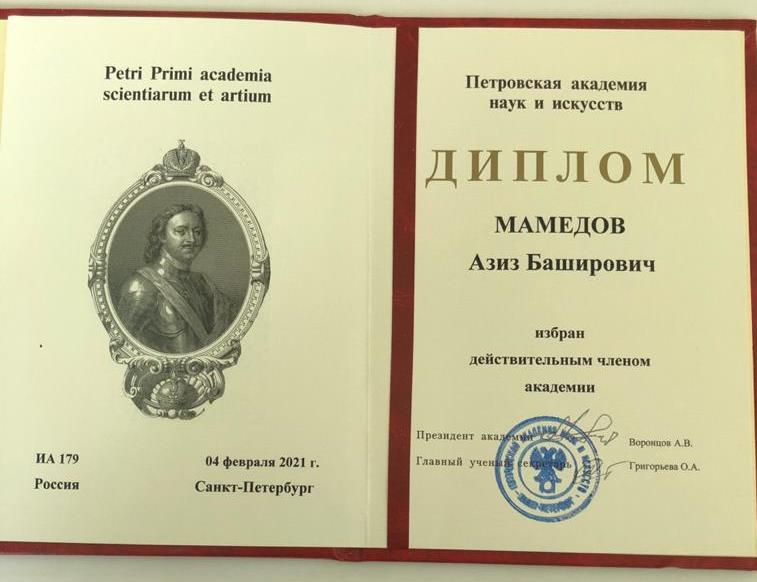 Petri Primi academia
scientiarum et artium
ИА 179
04 февраля 2021 г.
Россия
Санкт-Петербург
Петровская академия
наук и искусств
ДИПЛОМ
МАМЕДОВ
Азиз Баширович
избран
действительным членом
академии
Президент академии
Воронцов А.В.
Главный ученый секретарь
Григорьева О.А.